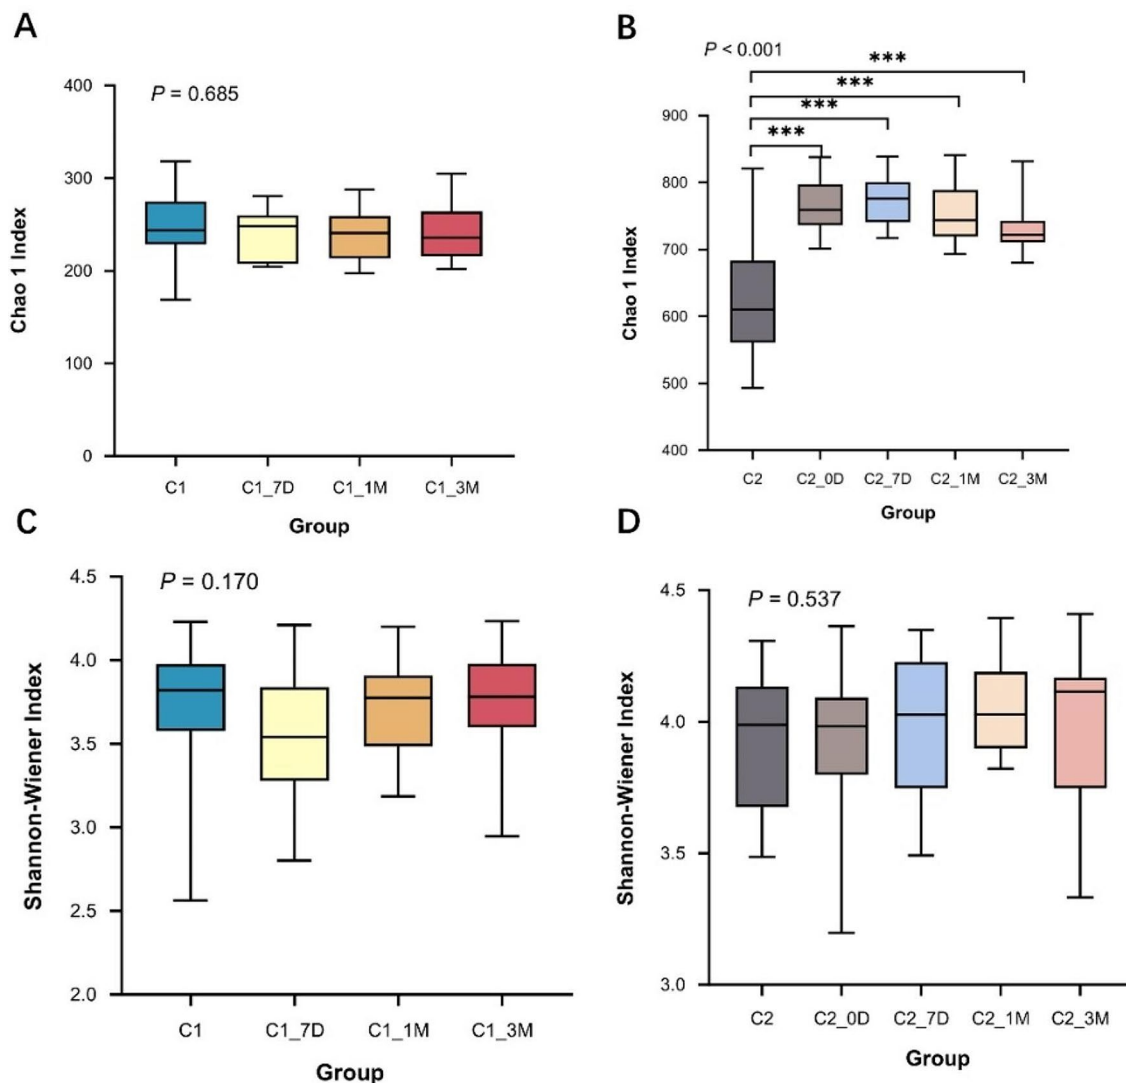 A
P = 0.685
400
300
200
100
0
Chao 1 Index
C1 C1_7D C1_1M C1_3M
Group
B
P < 0.001
***
***
***
***
900
800
700
600
500
400
Chao 1 Index
C2 C2_0D C2_7D C2_1M C2_3M
Group
C
P = 0.170
4.5
4.0
3.5
3.0
2.5
2.0
Shannon-Wiener Index
C1 C1_7D C1_1M C1_3M
Group
D
P = 0.537
4.5
4.0
3.5
3.0
Shannon-Wiener Index
C2 C2_0D C2_7D C2_1M C2_3M
Group